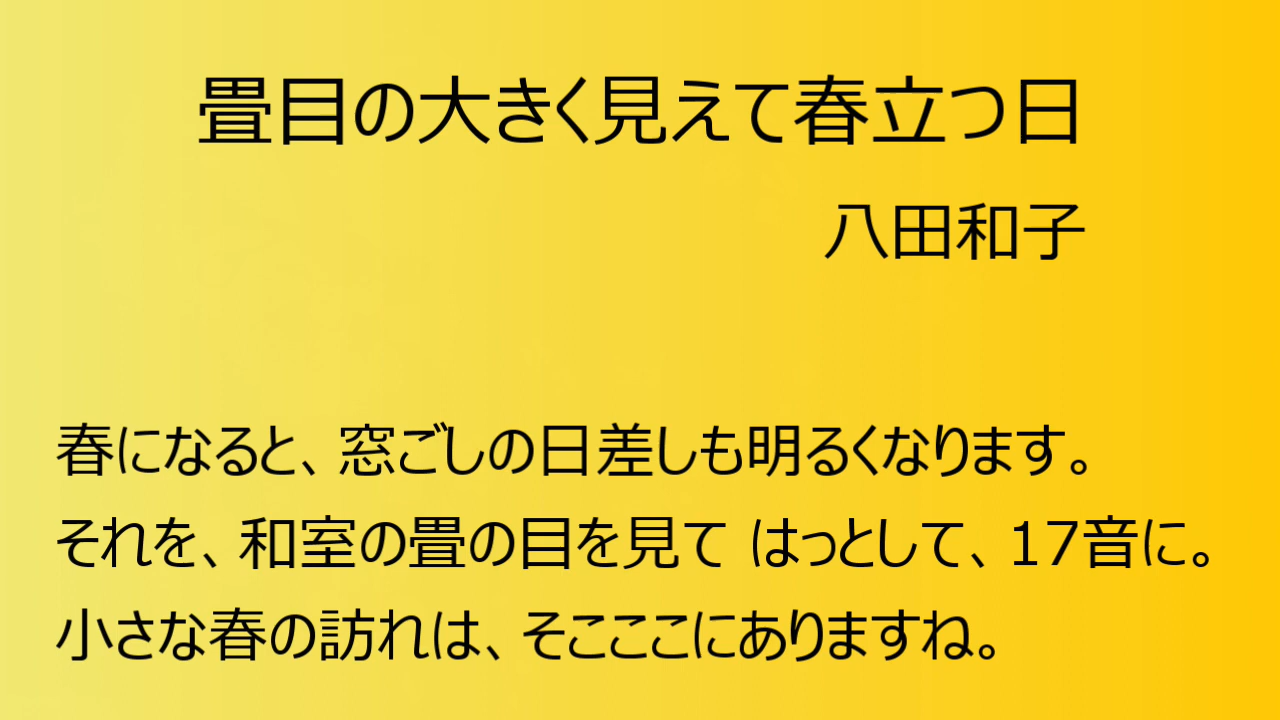 畳目の大きく見えて春立つ日
八田和子
春になると、窓ごしの日差しも明るくなります。
それを、和室の畳の目を見て はっとして、17音に。
小さな春の訪れは、そこここにありますね。